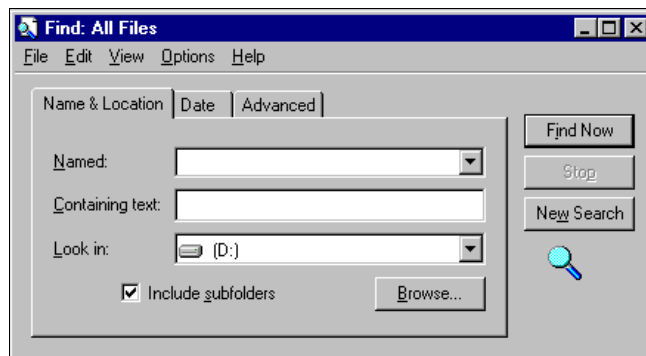 Find: All Files
File Edit View Options Help
Name & Location Date Advanced
Named:
Containing text:
Look in: (D:)
Include subfolders Browse...
Find Now
Stop
New Search